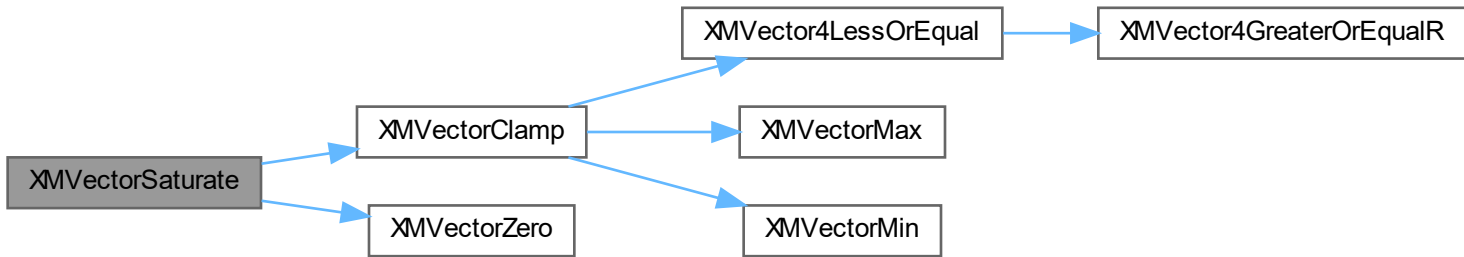 XMVector4LessOrEqual
XMVector4GreaterOrEqualR
XMVectorClamp
XMVectorMax
XMVectorSaturate
XMVectorZero
XMVectorMin